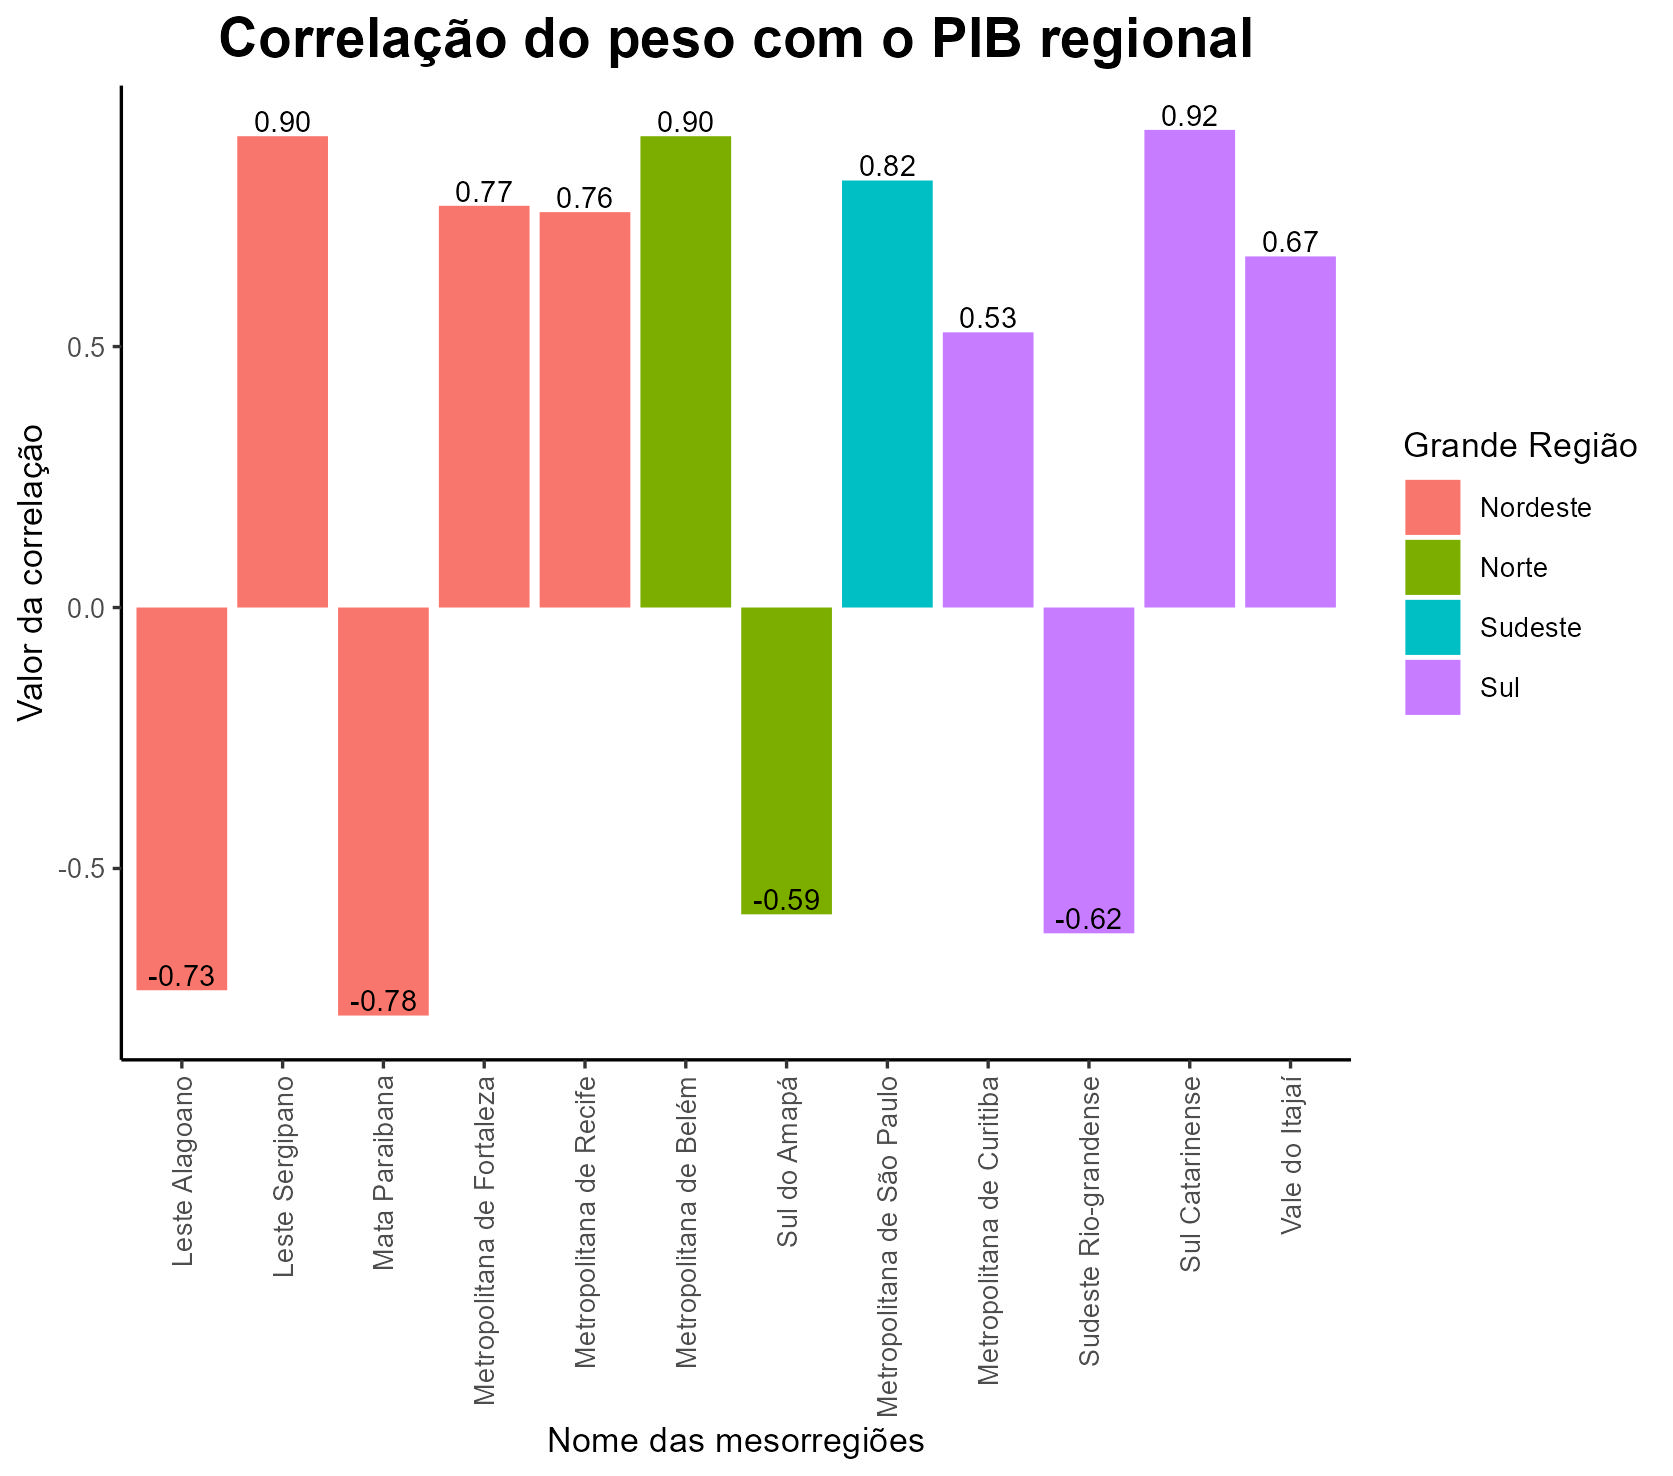 Correlação do peso com o PIB regional
0.90
0.77
0.76
0.90
0.82
0.53
0.92
0.67
-0.73
-0.78
-0.59
-0.62
Valor da correlação
0.5
0.0
-0.5
Leste Alagoano
Leste Sergipano
Mata Paraibana
Metropolitana de Fortaleza
Metropolitana de Recife
Metropolitana de Belém
Sul do Amapá
Metropolitana de São Paulo
Metropolitana de Curitiba
Sudeste Rio-grandense
Sul Catarinense
Vale do Itajaí
Nome das mesorregiões
Grande Região
Nordeste
Norte
Sudeste
Sul